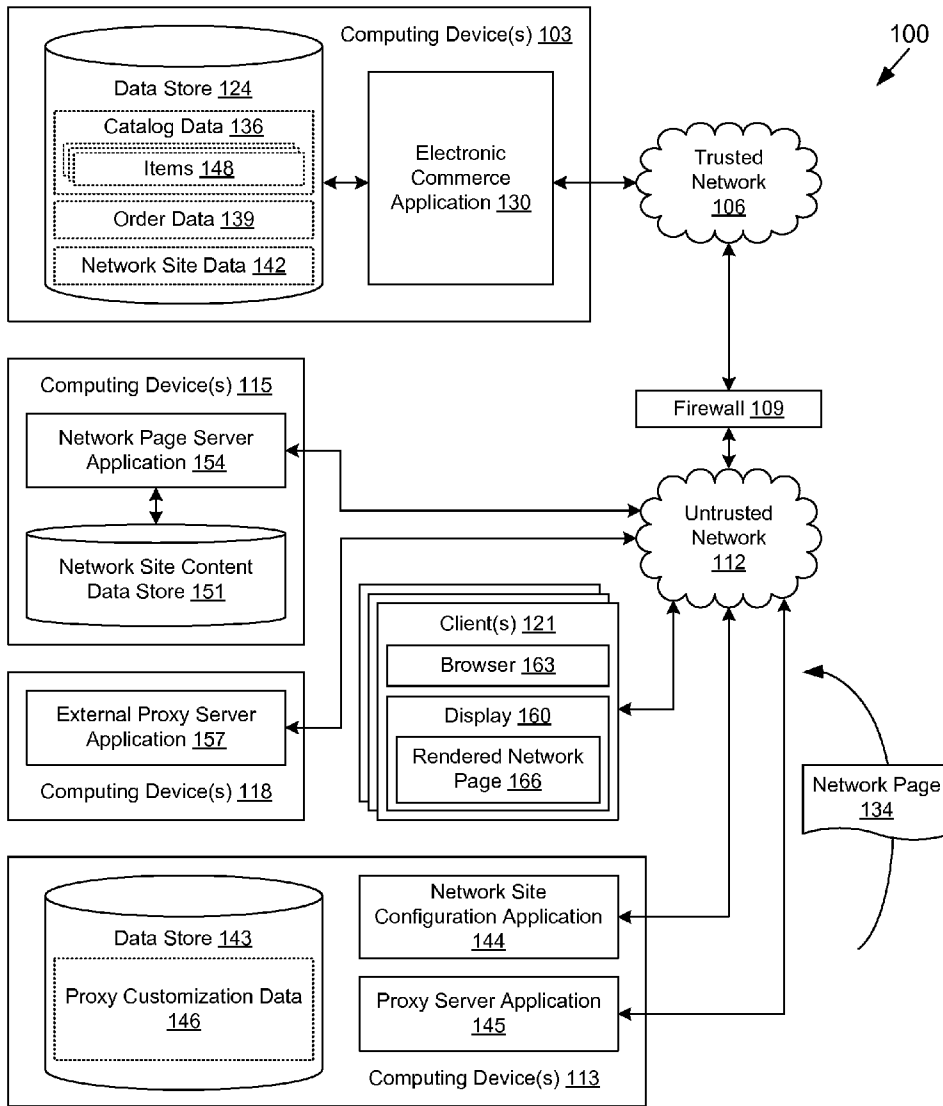 100
Computing Device(s) 103
Data Store 124
Catalog Data 136
Items 148
Order Data 139
Network Site Data 142
Electronic
Commerce
Application 130
Trusted
Network
106
Firewall 109
Untrusted
Network
112
Computing Device(s) 115
Network Page Server
Application 154
Network Site Content
Data Store 151
Client(s) 121
Browser 163
Display 160
Rendered Network
Page 166
External Proxy Server
Application 157
Computing Device(s) 118
Network Page
134
Data Store 143
Proxy Customization Data
146
Network Site
Configuration Application
144
Proxy Server Application
145
Computing Device(s) 113